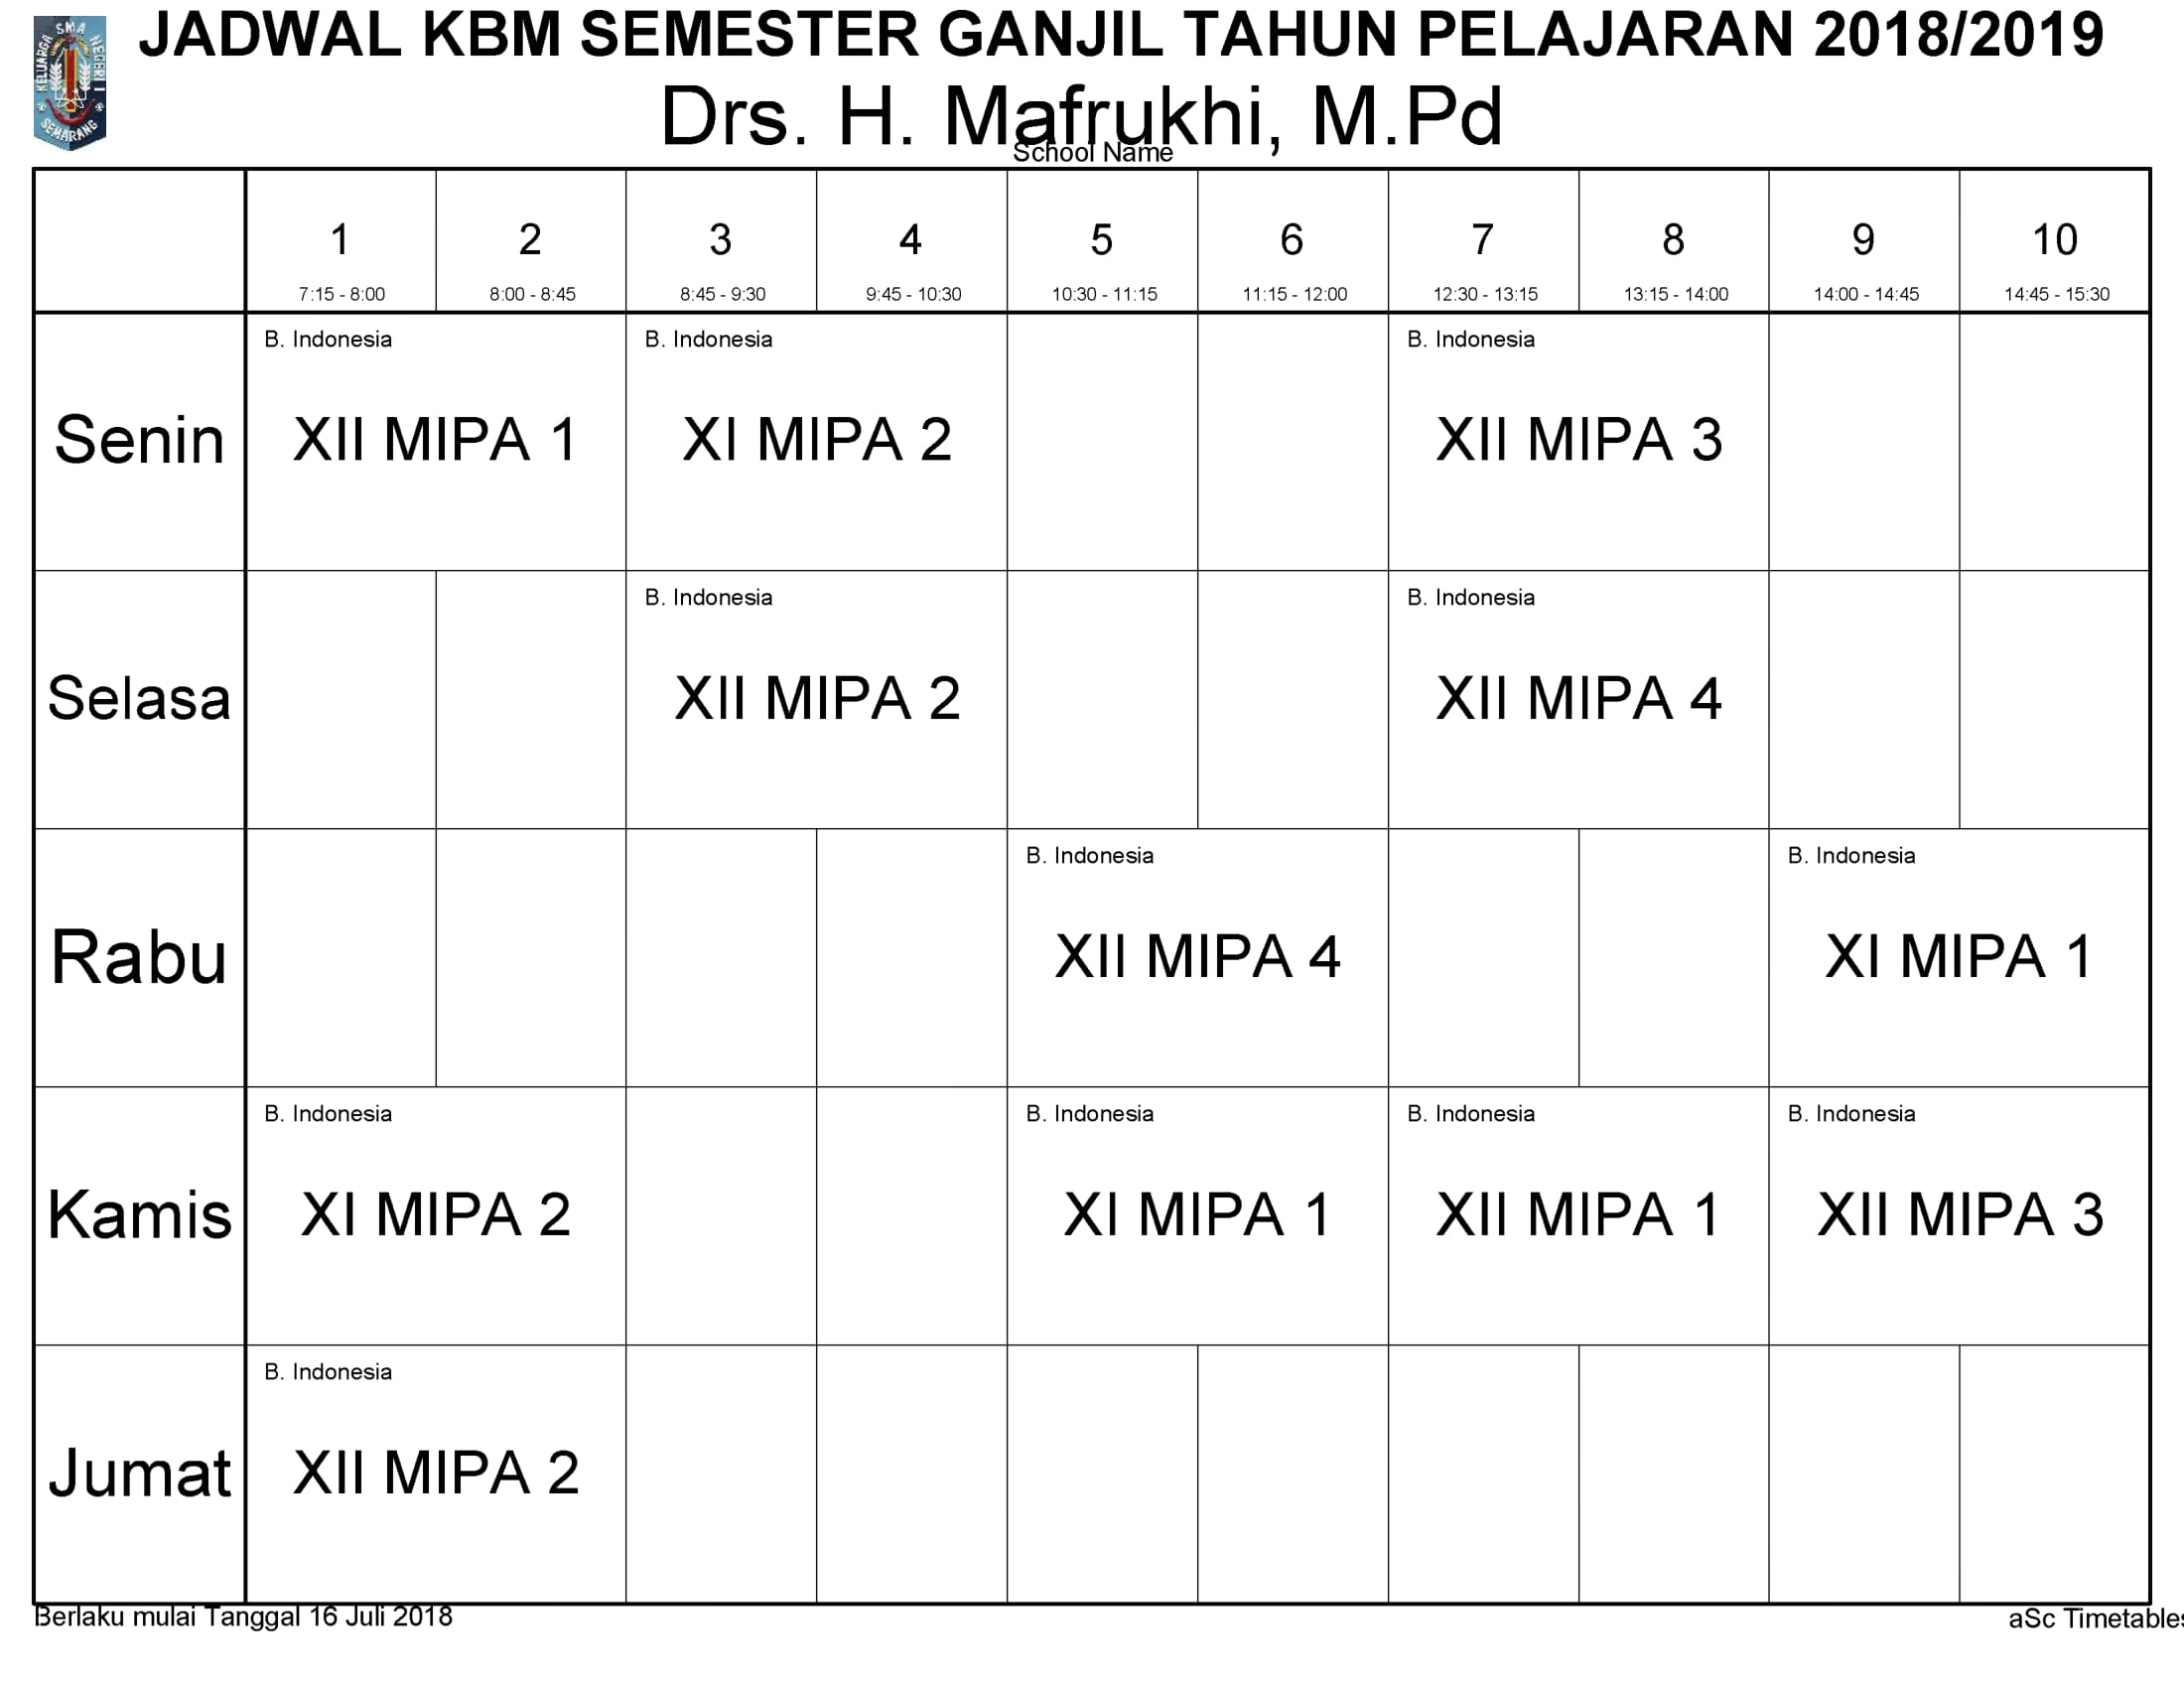 KELUARGA SMA NEGERI 1 SEMARANG
JADWAL KBM SEMESTER GANJIL TAHUN PELAJARAN 2018/2019
Drs. H. Mafrukhi, M.Pd
School Name
1 2 3 4 5 6 7 8 9 10
7:15 - 8:00 8:00 - 8:45 8:45 - 9:30 9:45 - 10:30 10:30 - 11:15 11:15 - 12:00 12:30 - 13:15 13:15 - 14:00 14:00 - 14:45 14:45 - 15:30
B. Indonesia B. Indonesia B. Indonesia
Senin XII MIPA 1 XI MIPA 2 XII MIPA 3
B. Indonesia B. Indonesia
Selasa XII MIPA 2 XII MIPA 4
B. Indonesia B. Indonesia
Rabu XII MIPA 4 XI MIPA 1
B. Indonesia B. Indonesia B. Indonesia B. Indonesia
Kamis XI MIPA 2 XI MIPA 1 XII MIPA 1 XII MIPA 3
B. Indonesia
Jumat XII MIPA 2
Berlaku mulai Tanggal 16 Juli 2018 aSc Timetables